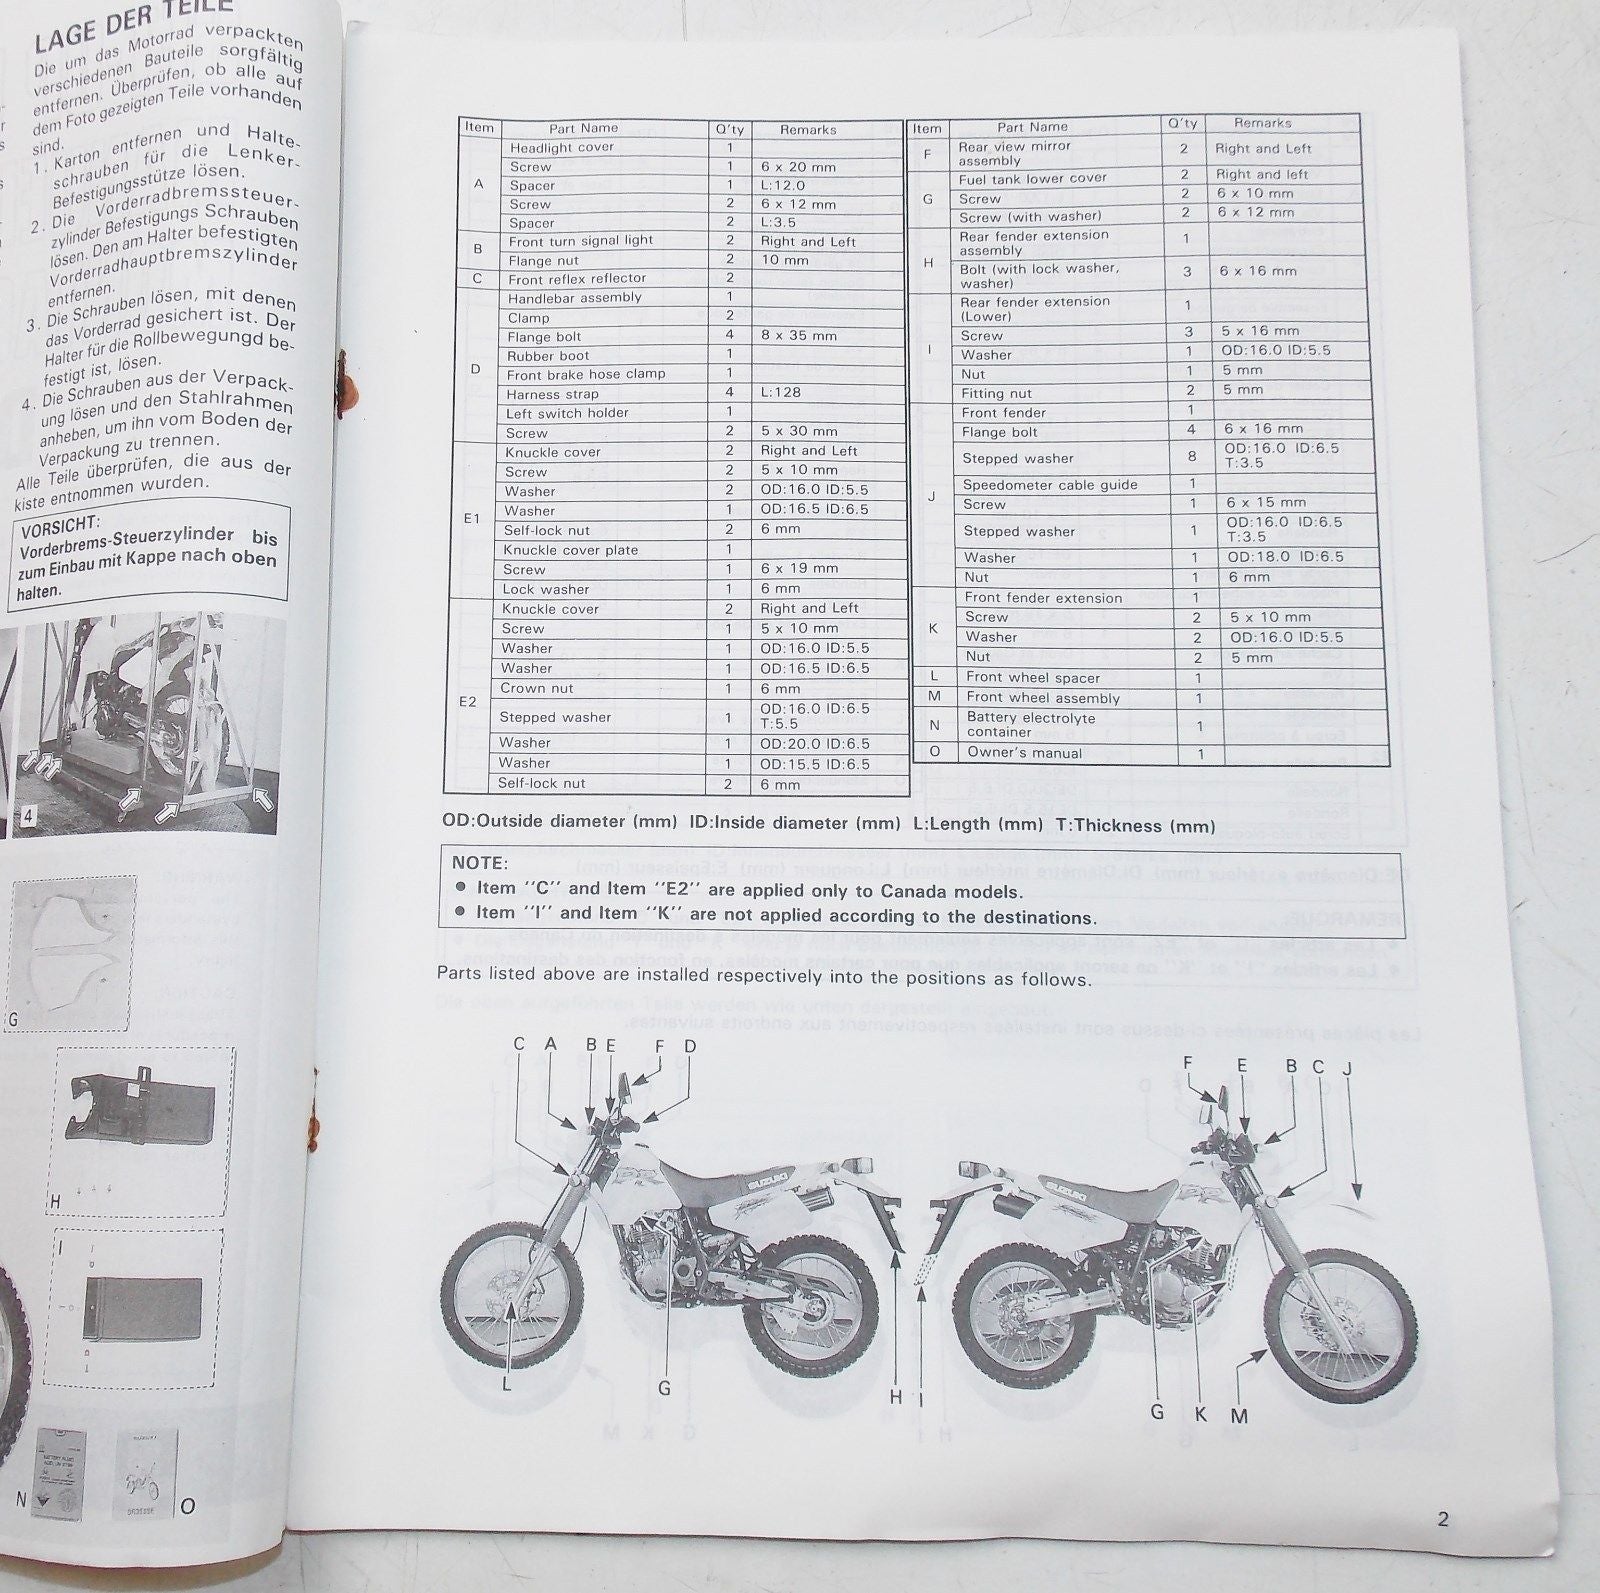 LAGE DER TEILE
Die um das Motorrad verpackten
verschiedenen Bauteile sorgfältig
entfernen. Überprüfen, ob alle auf
dem Foto gezeigten Teile vorhanden
sind.
1. Karton entfernen und Halte-
schrauben für die Lenker-
Befestigungsstütze lösen.
2. Die Vorderradbremssteuer-
zylinder Befestigungs Schrauben
lösen. Den am Halter befestigten
Vorderradhauptbremszylinder
entfernen.
3. Die Schrauben lösen, mit denen
das Vorderrad gesichert ist. Der
Halter für die Rollbewegungd be-
festigt ist, lösen.
4. Die Schrauben aus der Verpack-
ung lösen und den Stahlrahmen
anheben, um ihn vom Boden der
Verpackung zu trennen.
Alle Teile überprüfen, die aus der
kiste entnommen wurden.
VORSICHT:
Vorderbrems-Steuerzylinder bis
zum Einbau mit Kappe nach oben
halten.
4
G
H
I
N
O
Item Part Name Q'ty Remarks
A Headlight cover 1
Screw 1 6 x 20 mm
Spacer 1 L:12.0
Screw 2 6 x 12 mm
Spacer 2 L:3.5
B Front turn signal light 2 Right and Left
Flange nut 2 10 mm
C Front reflex reflector 2
D Handlebar assembly 1
Clamp 2
Flange bolt 4 8 x 35 mm
Rubber boot 1
Front brake hose clamp 1
Harness strap 4 L:128
Left switch holder 1
Screw 2 5 x 30 mm
E1 Knuckle cover 2 Right and Left
Screw 2 5 x 10 mm
Washer 2 OD:16.0 ID:5.5
Washer 1 OD:16.5 ID:6.5
Self-lock nut 2 6 mm
Knuckle cover plate 1
Screw 1 6 x 19 mm
Lock washer 1 6 mm
E2 Knuckle cover 2 Right and Left
Screw 1 5 x 10 mm
Washer 1 OD:16.0 ID:5.5
Washer 1 OD:16.5 ID:6.5
Crown nut 1 6 mm
Stepped washer 1 OD:16.0 ID:6.5
T:5.5
Washer 1 OD:20.0 ID:6.5
Washer 1 OD:15.5 ID:6.5
Self-lock nut 2 6 mm
Item Part Name Q'ty Remarks
F Rear view mirror
assembly 2 Right and Left
G Fuel tank lower cover 2 Right and left
Screw 2 6 x 10 mm
Screw (with washer) 2 6 x 12 mm
H Rear fender extension
assembly 1
Bolt (with lock washer,
washer) 3 6 x 16 mm
I Rear fender extension
(Lower) 1
Screw 3 5 x 16 mm
Washer 1 OD:16.0 ID:5.5
Nut 1 5 mm
Fitting nut 2 5 mm
J Front fender 1
Flange bolt 4 6 x 16 mm
Stepped washer 8 OD:16.0 ID:6.5
T:3.5
Speedometer cable guide 1
Screw 1 6 x 15 mm
Stepped washer 1 OD:16.0 ID:6.5
T:3.5
Washer 1 OD:18.0 ID:6.5
Nut 1 6 mm
K Front fender extension 1
Screw 2 5 x 10 mm
Washer 2 OD:16.0 ID:5.5
Nut 2 5 mm
L Front wheel spacer 1
M Front wheel assembly 1
N Battery electrolyte
container 1
O Owner's manual 1
OD:Outside diameter (mm) ID:Inside diameter (mm) L:Length (mm) T:Thickness (mm)
NOTE:
● Item "C" and Item "E2" are applied only to Canada models.
● Item "I" and Item "K" are not applied according to the destinations.
Parts listed above are installed respectively into the positions as follows.
C A B E F D
F E B C J
SUZUKI
SUZUKI
L G H I
G K M
2